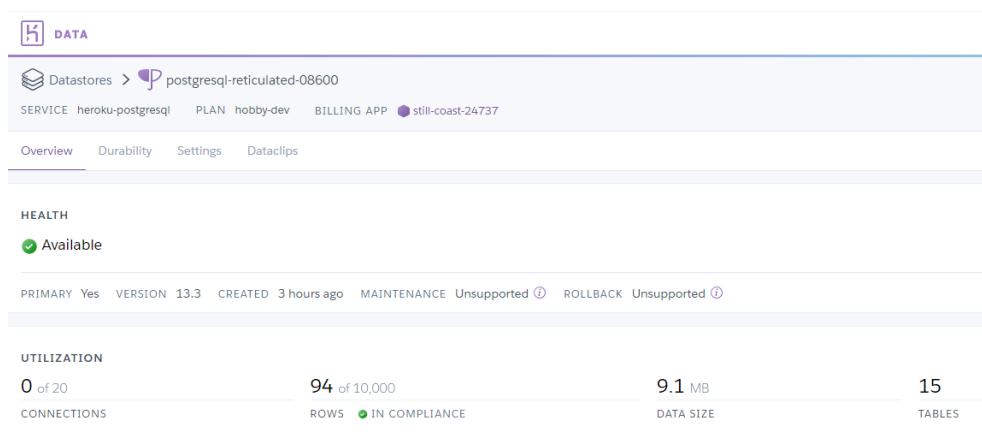 DATA
Datastores > postgresql-reticulated-08600
SERVICE heroku-postgresql PLAN hobby-dev BILLING APP still-coast-24737
Overview Durability Settings Dataclips
HEALTH
Available
PRIMARY Yes VERSION 13.3 CREATED 3 hours ago MAINTENANCE Unsupported i ROLLBACK Unsupported i
UTILIZATION
0 of 20 94 of 10,000 9.1 MB 15
CONNECTIONS ROWS IN COMPLIANCE DATA SIZE TABLES